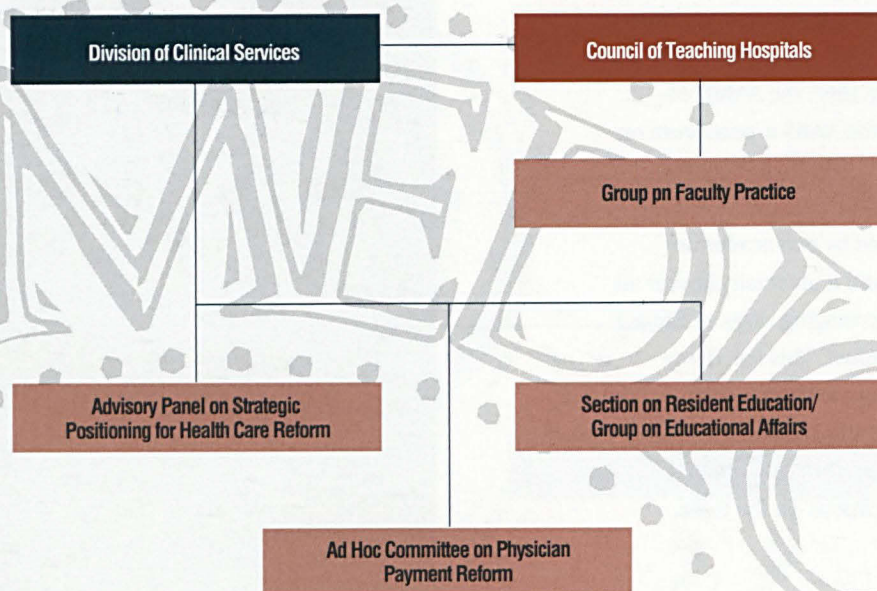 Division of Clinical Services
Council of Teaching Hospitals
Group pn Faculty Practice
Advisory Panel on Strategic
Positioning for Health Care Reform
Section on Resident Education/
Group on Educational Affairs
Ad Hoc Committee on Physician
Payment Reform